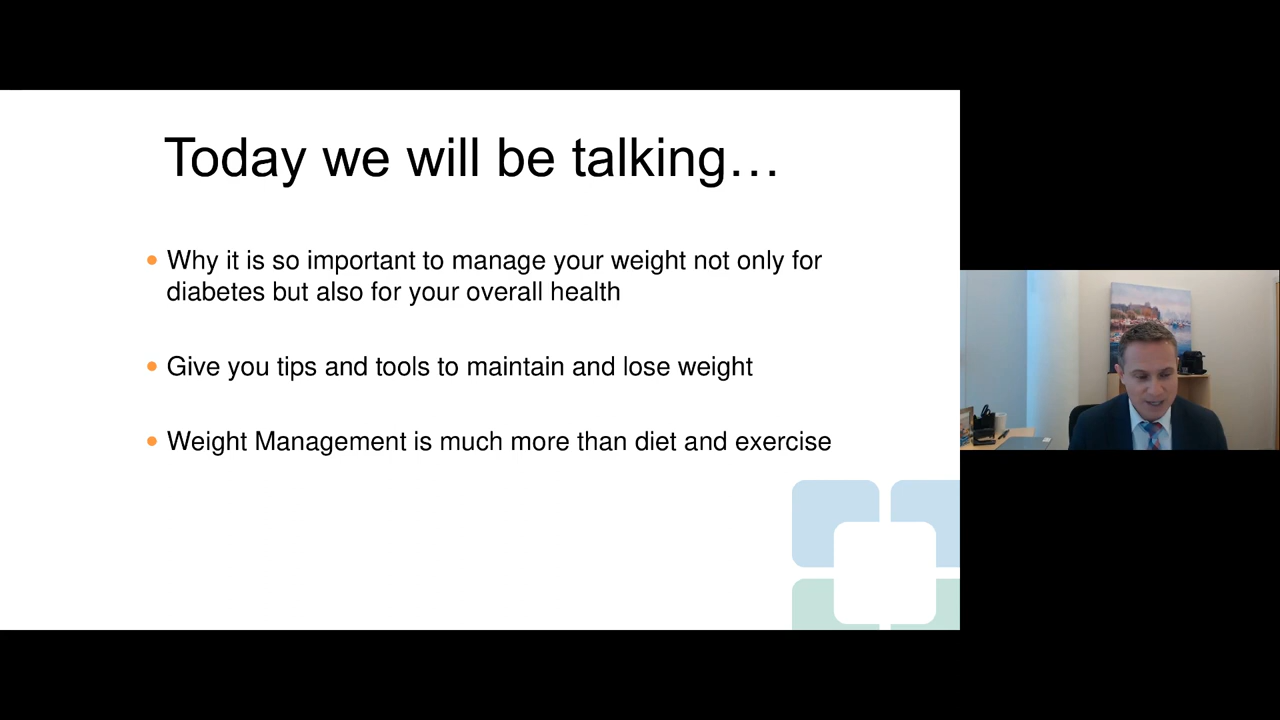 Today we will be talking…
• Why it is so important to manage your weight not only for
diabetes but also for your overall health
• Give you tips and tools to maintain and lose weight
• Weight Management is much more than diet and exercise